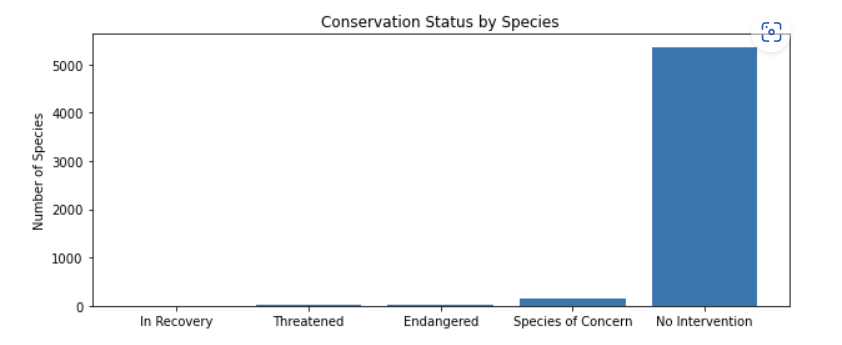 Conservation Status by Species
Number of Species
5000
4000
3000
2000
1000
0
In Recovery
Threatened
Endangered
Species of Concern
No Intervention